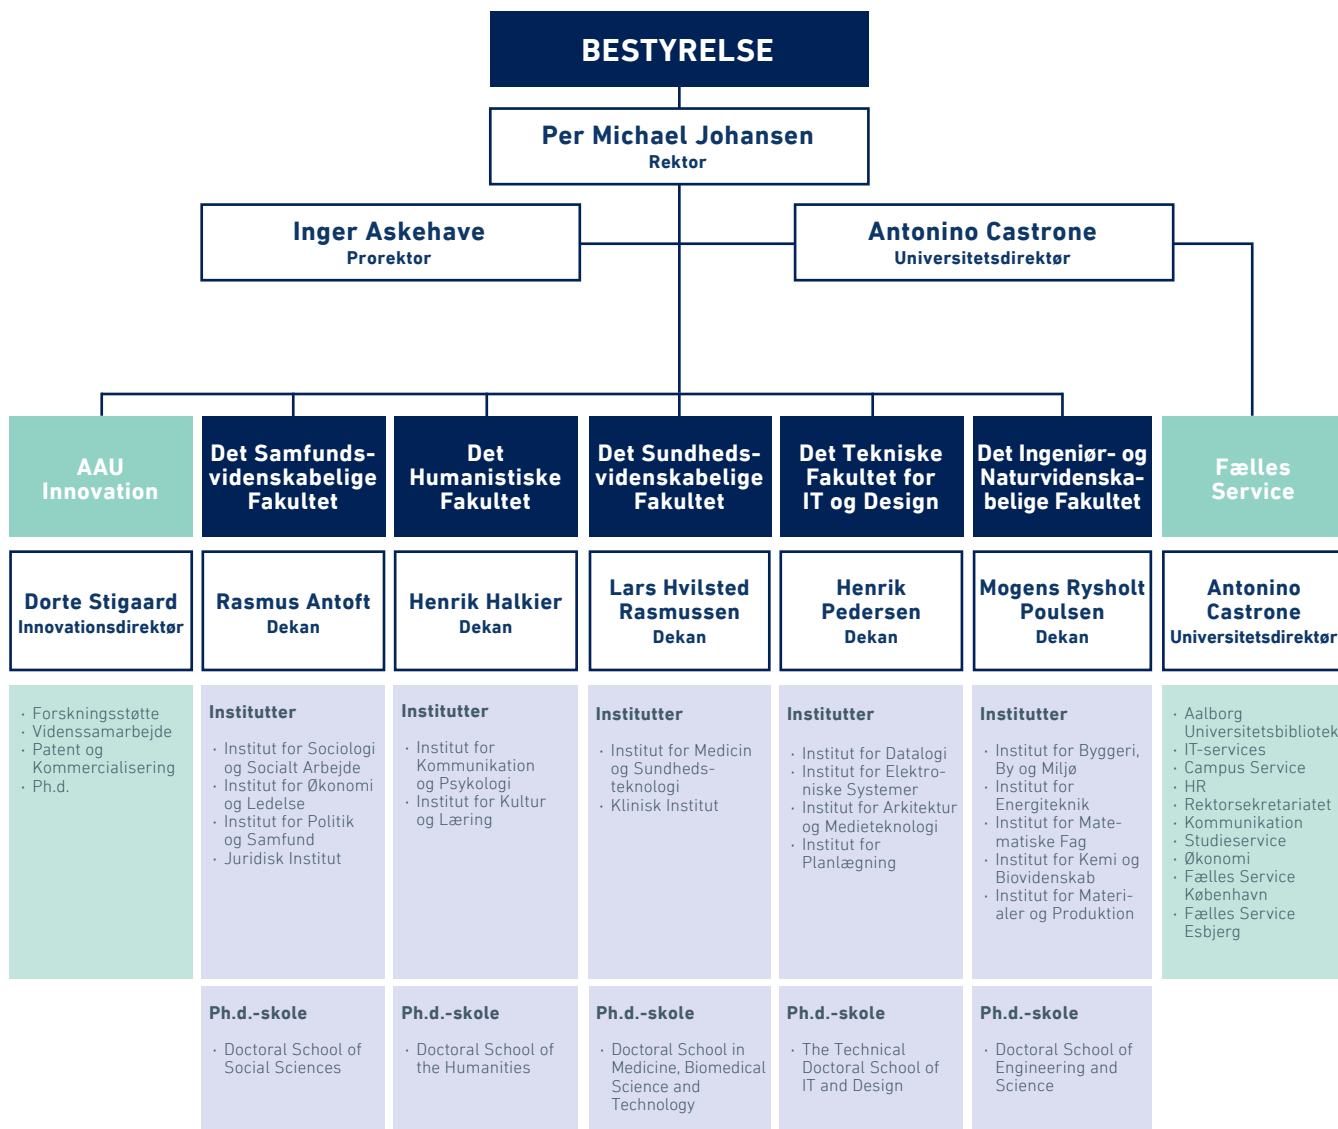 BESTYRELSE
Per Michael Johansen
Rektor
Inger Askehave
Prorektor
Antonino Castrone
Universitetsdirektør
AAU
Innovation
Det Samfunds-
videnskabelige
Fakultet
Det
Humanistiske
Fakultet
Det Sundheds-
videnskabelige
Fakultet
Det Tekniske
Fakultet for
IT og Design
Det Ingeniør- og
Naturvidenska-
belige Fakultet
Fælles
Service
Dorte Stigaard
Innovationsdirektør
Rasmus Antoft
Dekan
Henrik Halkier
Dekan
Lars Hvilsted
Rasmussen
Dekan
Henrik
Pedersen
Dekan
Mogens Rysholt
Poulsen
Dekan
Antonino
Castrone
Universitetsdirektør
· Forskningsstøtte
· Videnssamarbejde
· Patent og
Kommercialisering
· Ph.d.
Institutter
· Institut for Sociologi
og Socialt Arbejde
· Institut for Økonomi
og Ledelse
· Institut for Politik
og Samfund
· Juridisk Institut
Institutter
· Institut for
Kommunikation
og Psykologi
· Institut for Kultur
og Læring
Institutter
· Institut for Medicin
og Sundheds-
teknologi
· Klinisk Institut
Institutter
· Institut for Datalogi
· Institut for Elektro-
niske Systemer
· Institut for Arkitektur
og Medieteknologi
· Institut for
Planlægning
Institutter
· Institut for Byggeri,
By og Miljø
· Institut for
Energiteknik
· Institut for Mate-
matiske Fag
· Institut for Kemi og
Biovidenskab
· Institut for Materi-
aler og Produktion
· Aalborg
Universitetsbibliotek
· IT-services
· Campus Service
· HR
· Rektorsekretariatet
· Kommunikation
· Studieservice
· Økonomi
· Fælles Service
København
· Fælles Service
Esbjerg
Ph.d.-skole
· Doctoral School of
Social Sciences
Ph.d.-skole
· Doctoral School of
the Humanities
Ph.d.-skole
· Doctoral School in
Medicine, Biomedical
Science and
Technology
Ph.d.-skole
· The Technical
Doctoral School of
IT and Design
Ph.d.-skole
· Doctoral School of
Engineering and
Science